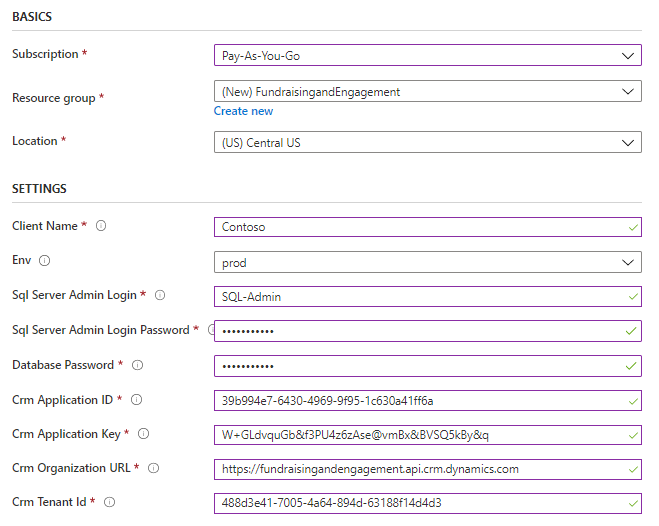 BASICS
Subscription * Pay-As-You-Go
Resource group * (New) FundraisingandEngagement
Create new
Location * (US) Central US
SETTINGS
Client Name * Contoso
Env prod
Sql Server Admin Login * SQL-Admin
Sql Server Admin Login Password * •••••••••••
Database Password * •••••••••••
Crm Application ID * 39b994e7-6430-4969-9f95-1c630a41ff6a
Crm Application Key * W+GLdvquGb&f3PU4z6zAse@vmBx&BVSQ5kBy&q
Crm Organization URL * https://fundraisingandengagement.api.crm.dynamics.com
Crm Tenant Id * 488d3e41-7005-4a64-894d-63188f14d4d3